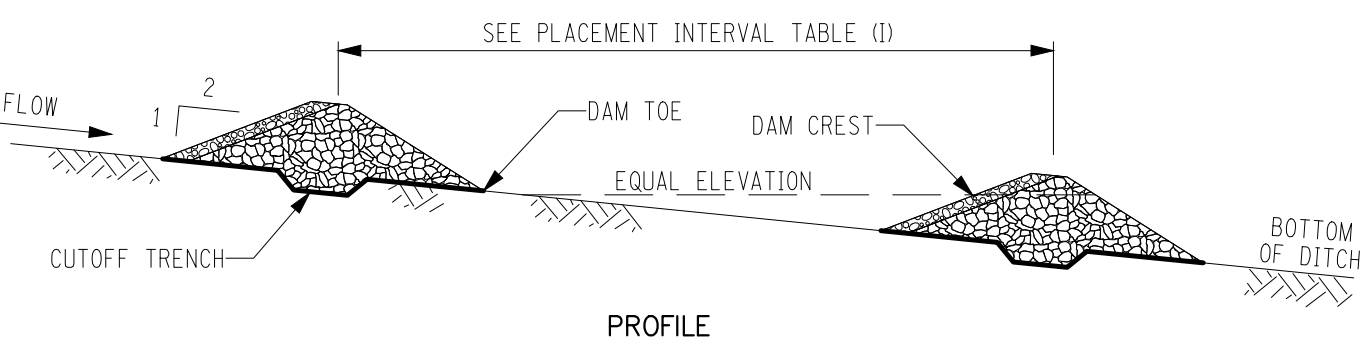 SEE PLACEMENT INTERVAL TABLE (I)
2
1
FLOW
DAM TOE
DAM CREST
EQUAL ELEVATION
CUTOFF TRENCH
BOTTOM
OF DITCH
PROFILE